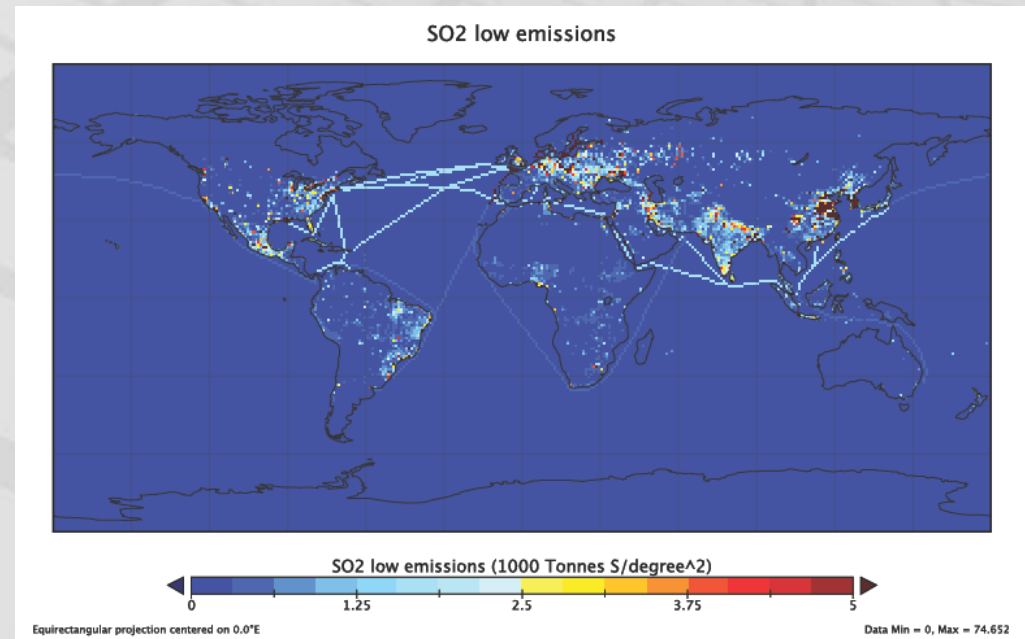 SO2 low emissions
SO2 low emissions (1000 Tonnes S/degree^2)
0 1.25 2.5 3.75 5
Equirectangular projection centered on 0.0°E Data Min = 0, Max = 74.652